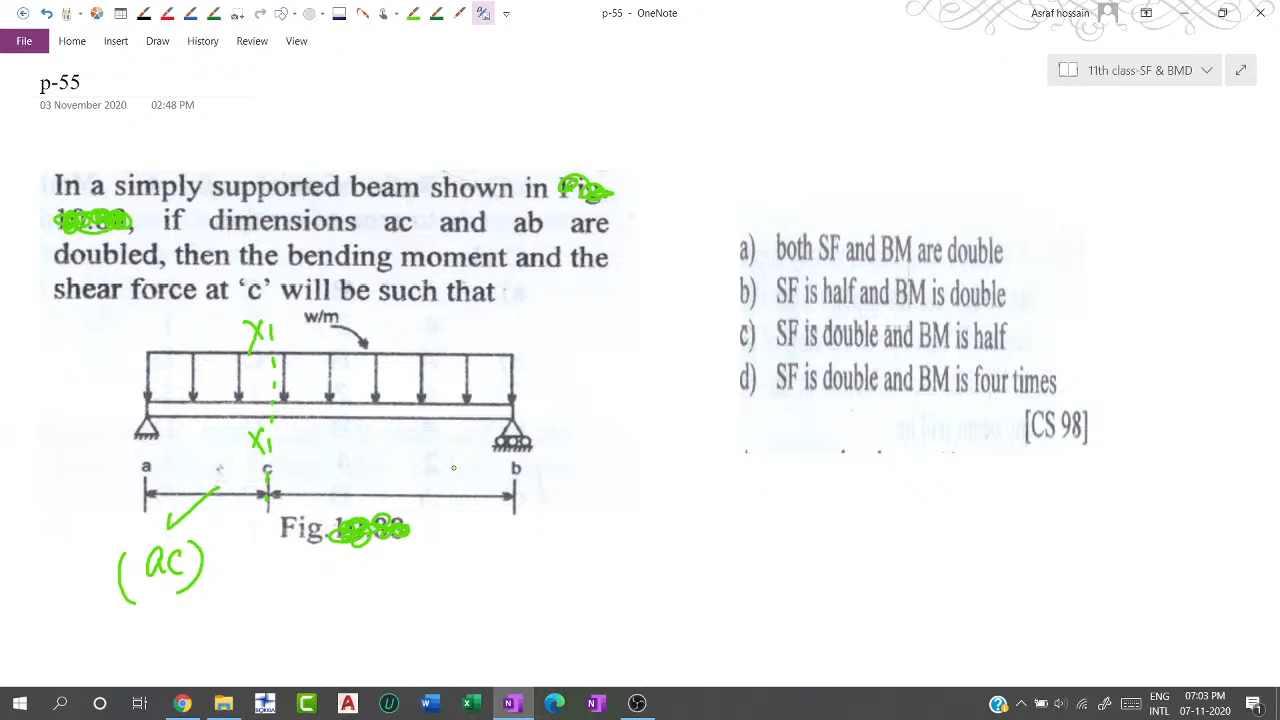 p-55 - OneNote
Asraf hossain
File Home Insert Draw History Review View
11th class-SF & BMD
p-55
03 November 2020 02:48 PM
In a simply supported beam shown in
if dimensions ac and ab are
doubled, then the bending moment and the
shear force at ‘c’ will be such that
w/m
X1
X1
a c b
Fig.
(ac)
a) both SF and BM are double
b) SF is half and BM is double
c) SF is double and BM is half
d) SF is double and BM is four times
[CS 98]
ENG
INTL
07:03 PM
07-11-2020